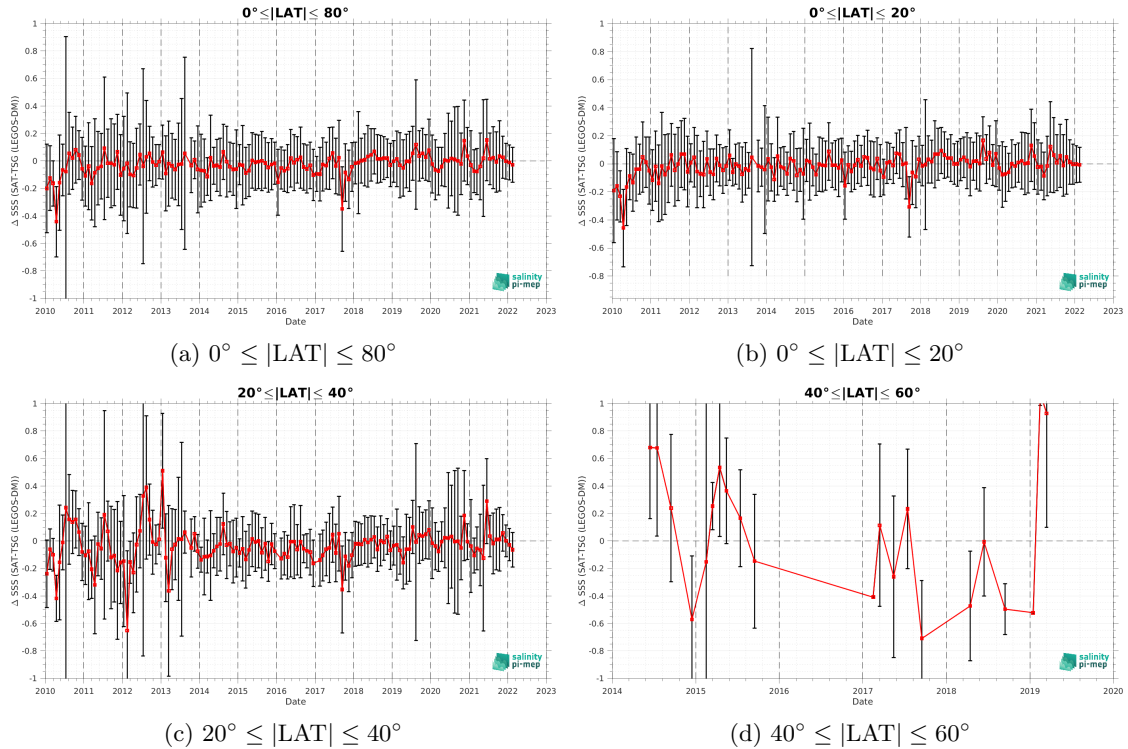 0°≤|LAT|≤ 80°
Δ SSS (SAT-TSG (LEGOS-DM))
1
0.8
0.6
0.4
0.2
0
-0.2
-0.4
-0.6
-0.8
-1
2010 2011 2012 2013 2014 2015 2016 2017 2018 2019 2020 2021 2022 2023
Date
salinity
pi-mep
(a) 0° ≤ |LAT| ≤ 80°
0°≤|LAT|≤ 20°
Δ SSS (SAT-TSG (LEGOS-DM))
1
0.8
0.6
0.4
0.2
0
-0.2
-0.4
-0.6
-0.8
2010 2011 2012 2013 2014 2015 2016 2017 2018 2019 2020 2021 2022 2023
Date
salinity
pi-mep
(b) 0° ≤ |LAT| ≤ 20°
20°≤|LAT|≤ 40°
Δ SSS (SAT-TSG (LEGOS-DM))
1
0.8
0.6
0.4
0.2
0
-0.2
-0.4
-0.6
-0.8
-1
2010 2011 2012 2013 2014 2015 2016 2017 2018 2019 2020 2021 2022 2023
Date
salinity
pi-mep
(c) 20° ≤ |LAT| ≤ 40°
40°≤|LAT|≤ 60°
Δ SSS (SAT-TSG (LEGOS-DM))
1
0.8
0.6
0.4
0.2
0
-0.2
-0.4
-0.6
-0.8
-1
2014 2015 2016 2017 2018 2019 2020
Date
salinity
pi-mep
(d) 40° ≤ |LAT| ≤ 60°